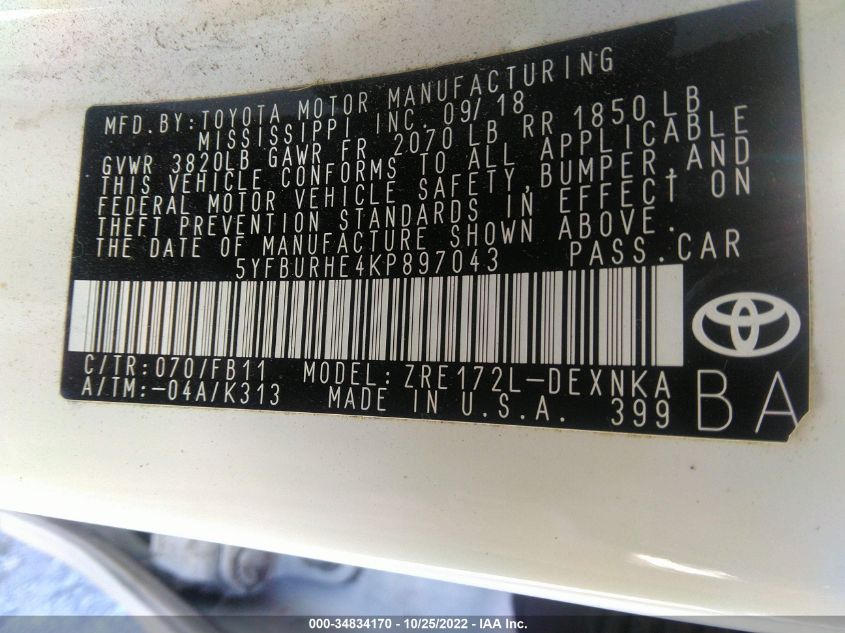 MFD.BY:TOYOTA MOTOR MANUFACTURING
MISSISSIPPI INC. 09/18
GVWR 3820LB GAWR FR 2070 LB RR 1850 LB
THIS VEHICLE CONFORMS TO ALL APPLICABLE
FEDERAL MOTOR VEHICLE SAFETY, BUMPER, AND
THEFT PREVENTION STANDARDS IN EFFECT ON
THE DATE OF MANUFACTURE SHOWN ABOVE.
5YFBURHE4KP897043 PASS.CAR
C/TR:070/FB11 MODEL:ZRE172L-DEXNKA
A/TM:-04A/K313 MADE IN U.S.A. 399
BA
000-34834170 - 10/25/2022 - IAA Inc.